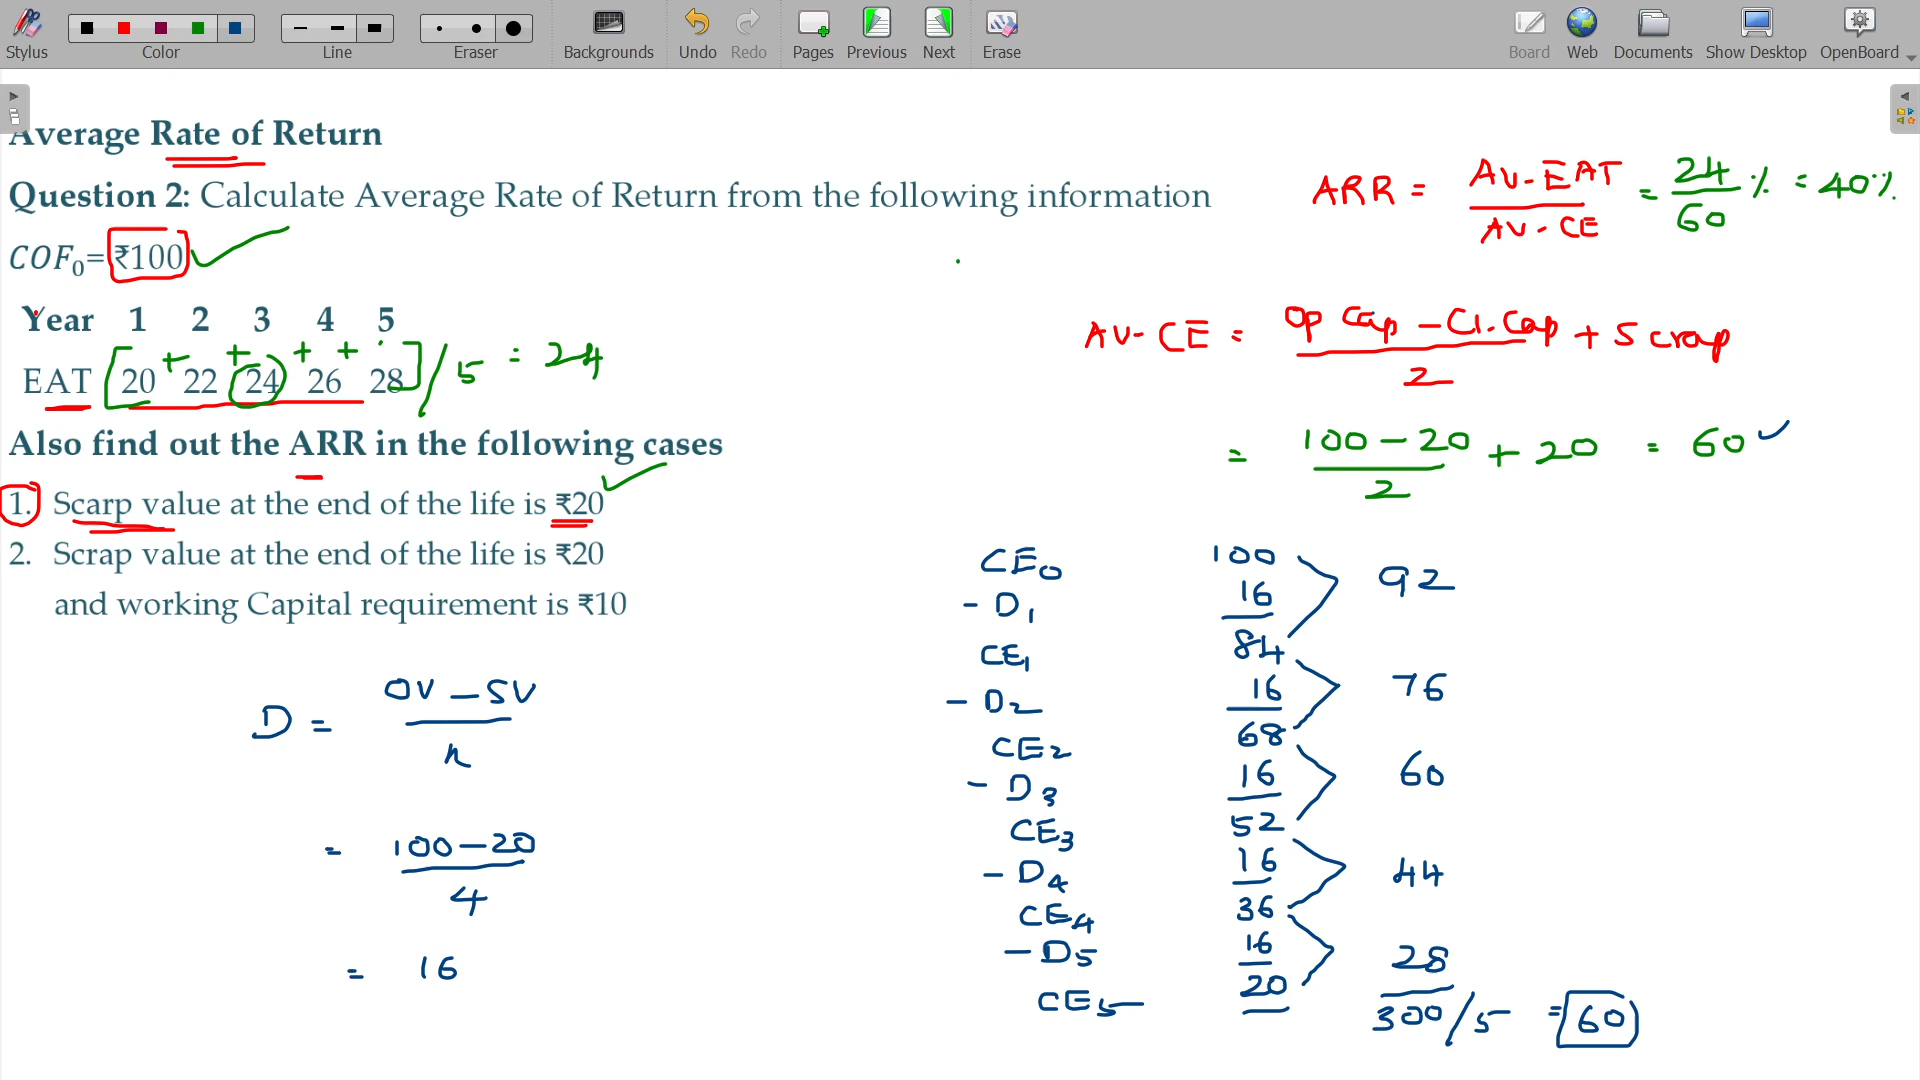 Stylus Color Line Eraser Backgrounds Undo Redo Pages Previous Next Erase Board Web Documents Show Desktop OpenBoard
Average Rate of Return
Question 2: Calculate Average Rate of Return from the following information
COF₀= ₹100
Year 1 2 3 4 5
EAT [20 + 22 + 24 + 26 + 28] / 5 = 24
Also find out the ARR in the following cases
1. Scarp value at the end of the life is ₹20
2. Scrap value at the end of the life is ₹20
and working Capital requirement is ₹10
D = OV - SV / n
= 100 - 20 / 4
= 16
ARR = AV-EAT / AV-CE = 24/60 % = 40%
AV-CE = Op Cap - Cl. Cap / 2 + Scrap
= 100 - 20 / 2 + 20 = 60
CE₀ 100
- D₁ 16 92
CE₁ 84
- D₂ 16 76
CE₂ 68
- D₃ 16 60
CE₃ 52
- D₄ 16 44
CE₄ 36
- D₅ 16 28
CE₅ 20
300/5 = 60